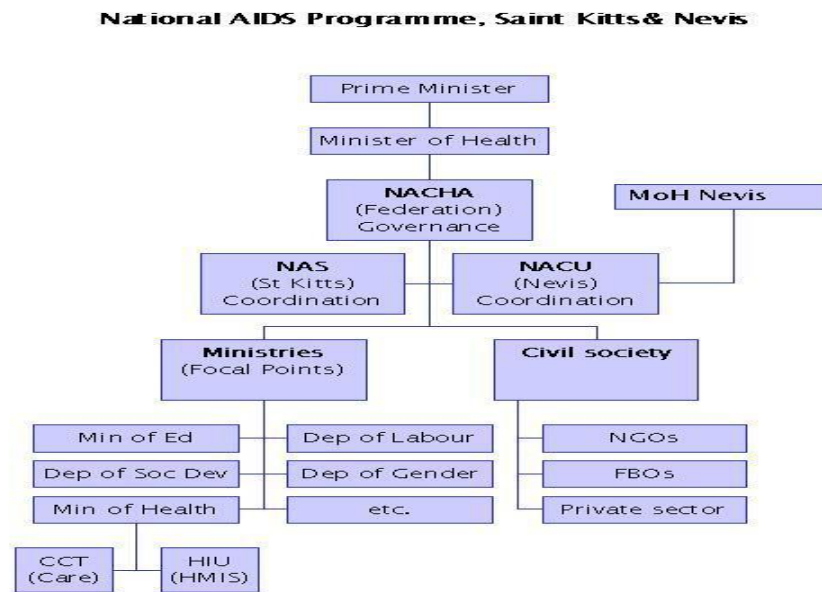 National AIDS Programme, Saint Kitts& Nevis
Prime Minister
Minister of Health
NACHA
(Federation)
Governance
MoH Nevis
NAS
(St Kitts)
Coordination
NACU
(Nevis)
Coordination
Ministries
(Focal Points)
Civil society
Min of Ed
Dep of Labour
NGOs
Dep of Soc Dev
Dep of Gender
FBOs
Min of Health
etc.
Private sector
CCT
(Care)
HIU
(HMIS)